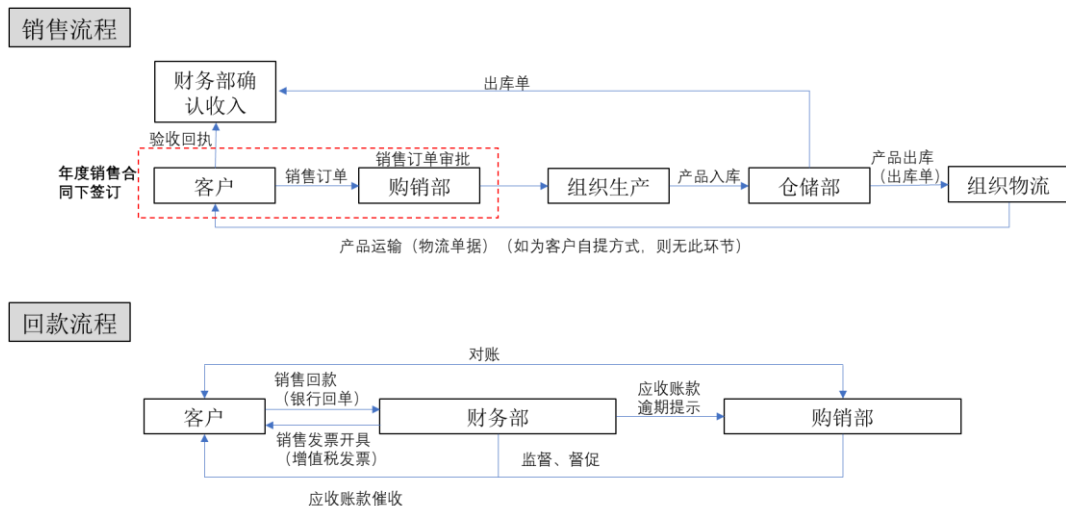 销售流程
财务部确
认收入
出库单
验收回执
年度销售合
同下签订
客户
销售订单
销售订单审批
购销部
组织生产
产品入库
仓储部
产品出库
（出库单）
组织物流
产品运输（物流单据）（如为客户自提方式，则无此环节）
回款流程
对账
客户
销售回款
（银行回单）
销售发票开具
（增值税发票）
财务部
应收账款
逾期提示
购销部
监督、督促
应收账款催收